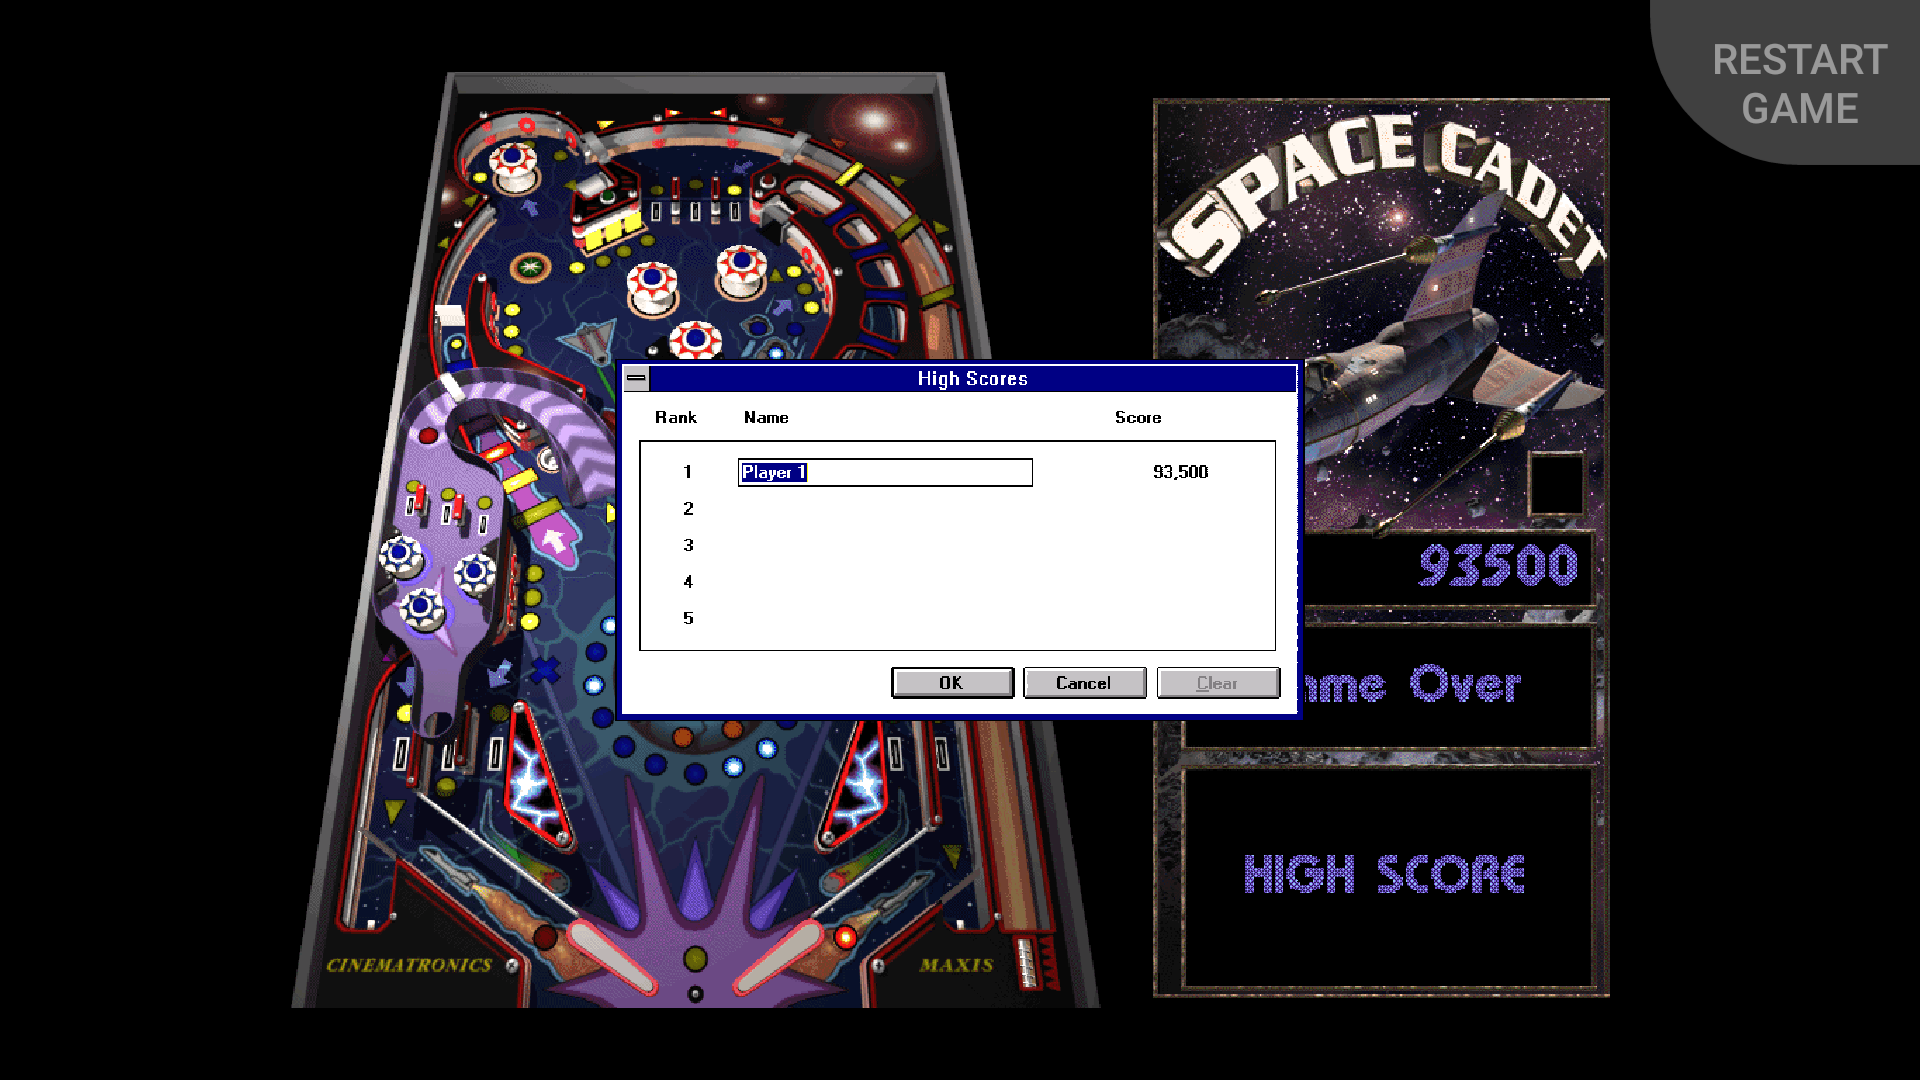 RESTART
GAME
SPACE CADET
High Scores
Rank Name Score
1 Player 1 93,500
2
3
4
5
OK Cancel Clear
93500
me Over
HIGH SCORE
CINEMATRONICS
MAXIS